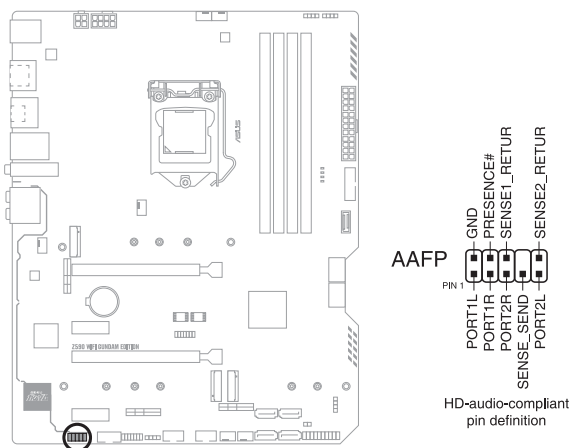 ASUS
Z590 WIFI GUNDAM EDITION
AAFP
PIN 1
GND
PRESENCE#
SENSE1_RETUR
SENSE2_RETUR
PORT1L
PORT1R
PORT2R
SENSE_SEND
PORT2L
HD-audio-compliant
pin definition